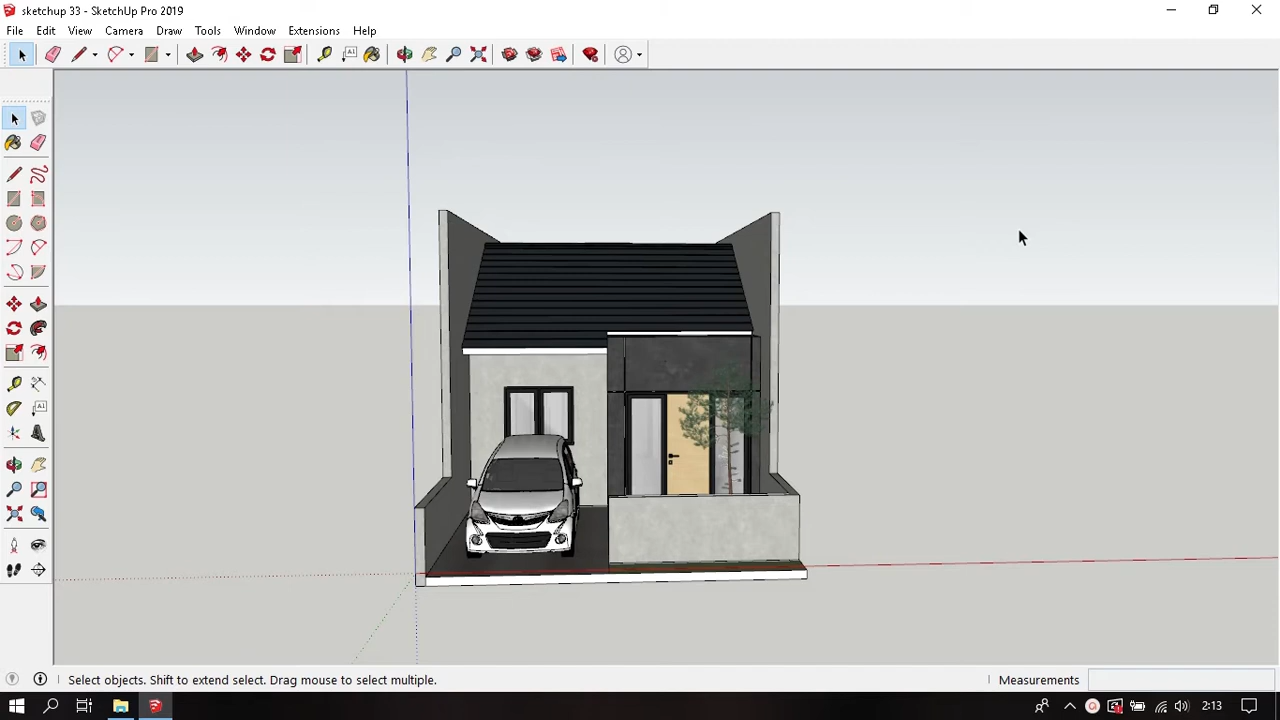 sketchup 33 - SketchUp Pro 2019
File Edit View Camera Draw Tools Window Extensions Help
Select objects. Shift to extend select. Drag mouse to select multiple.
Measurements
2:13